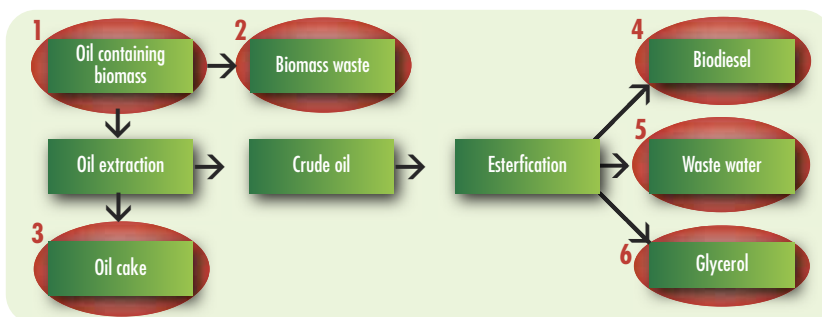 1
Oil containing
biomass
2
Biomass waste
4
Biodiesel
Oil extraction
Crude oil
Esterfication
5
Waste water
3
Oil cake
6
Glycerol